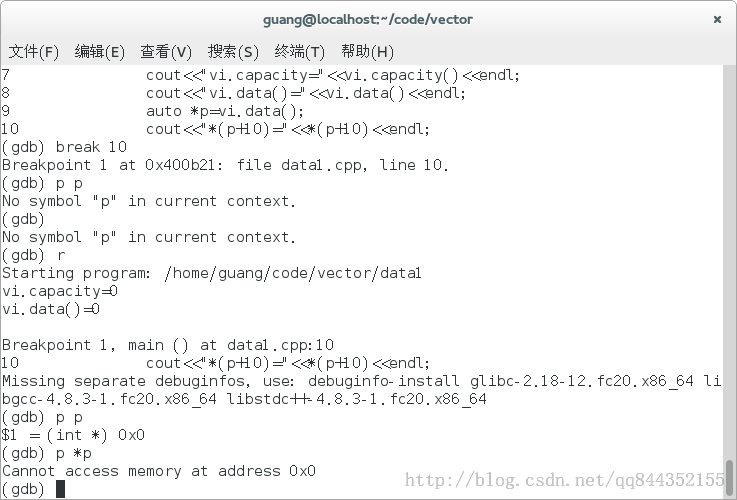 guang@localhost:~/code/vector
文件(F) 编辑(E) 查看(V) 搜索(S) 终端(T) 帮助(H)
7 cout<<"vi.capacity="<<vi.capacity()<<endl;
8 cout<<"vi.data()="<<vi.data()<<endl;
9 auto *p=vi.data();
10 cout<<"*(p+10)="<<*(p+10)<<endl;
(gdb) break 10
Breakpoint 1 at 0x400b21: file data1.cpp, line 10.
(gdb) p p
No symbol "p" in current context.
(gdb)
No symbol "p" in current context.
(gdb) r
Starting program: /home/guang/code/vector/data1
vi.capacity=0
vi.data()=0
Breakpoint 1, main () at data1.cpp:10
10 cout<<"*(p+10)="<<*(p+10)<<endl;
Missing separate debuginfos, use: debuginfo-install glibc-2.18-12.fc20.x86_64 li
bgcc-4.8.3-1.fc20.x86_64 libstdc++-4.8.3-1.fc20.x86_64
(gdb) p p
$1 = (int *) 0x0
(gdb) p *p
Cannot access memory at address 0x0
(gdb)
http://blog.csdn.net/qq844352155